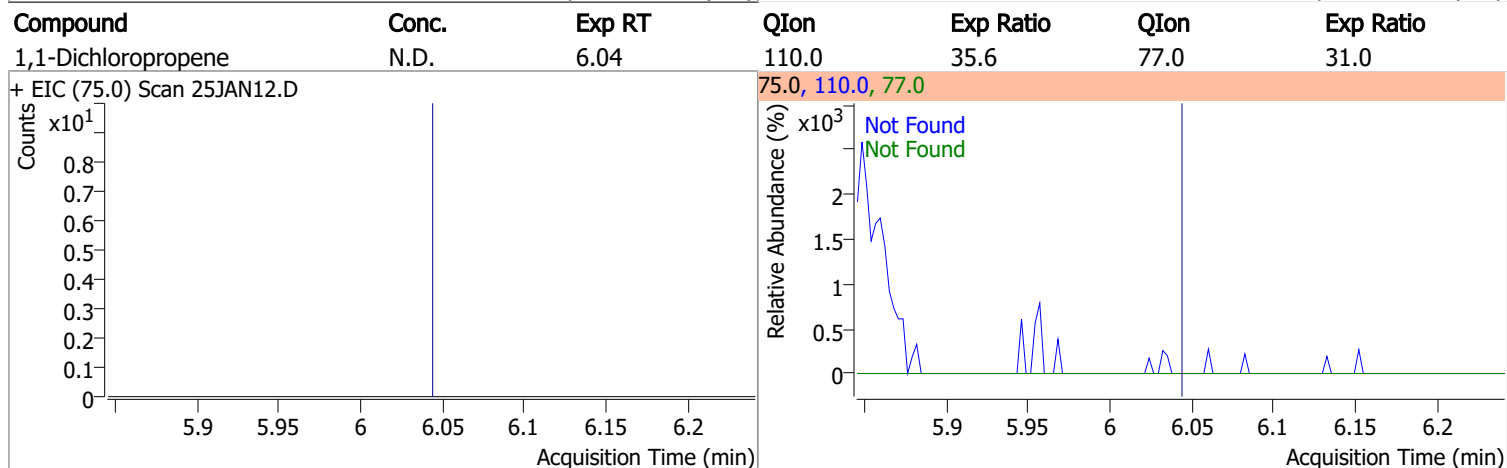 Compound Conc. Exp RT QIon Exp Ratio QIon Exp Ratio
1,1-Dichloropropene N.D. 6.04 110.0 35.6 77.0 31.0
+ EIC (75.0) Scan 25JAN12.D
Counts
x10^1
0.8
0.7
0.6
0.5
0.4
0.3
0.2
0.1
0
5.9 5.95 6 6.05 6.1 6.15 6.2
Acquisition Time (min)
75.0, 110.0, 77.0
Relative Abundance (%)
x10^3
Not Found
Not Found
2
1.5
1
0.5
0
5.9 5.95 6 6.05 6.1 6.15 6.2
Acquisition Time (min)